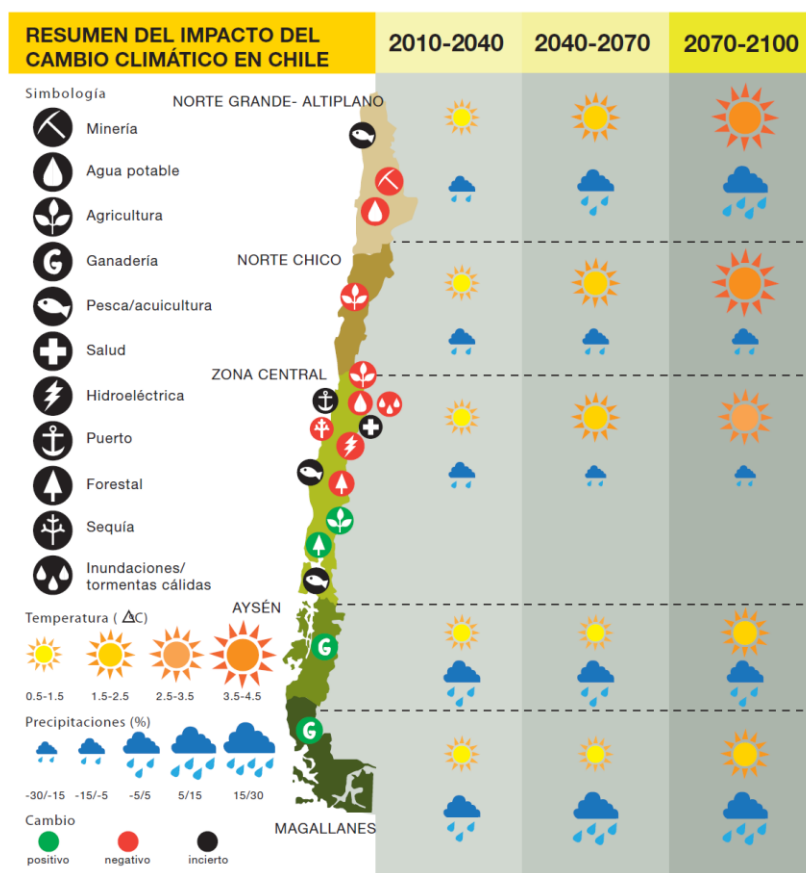 RESUMEN DEL IMPACTO DEL
CAMBIO CLIMÁTICO EN CHILE
2010-2040
2040-2070
2070-2100
Simbología
NORTE GRANDE- ALTIPLANO
Minería
Agua potable
Agricultura
Ganadería
G
NORTE CHICO
Pesca/acuicultura
Salud
ZONA CENTRAL
Hidroeléctrica
Puerto
Forestal
Sequía
Inundaciones/
tormentas cálidas
AYSÉN
Temperatura ( ΔC)
G
0.5-1.5
1.5-2.5
2.5-3.5
3.5-4.5
Precipitaciones (%)
G
-30/-15
-15/-5
-5/5
5/15
15/30
Cambio
MAGALLANES
positivo
negativo
incierto